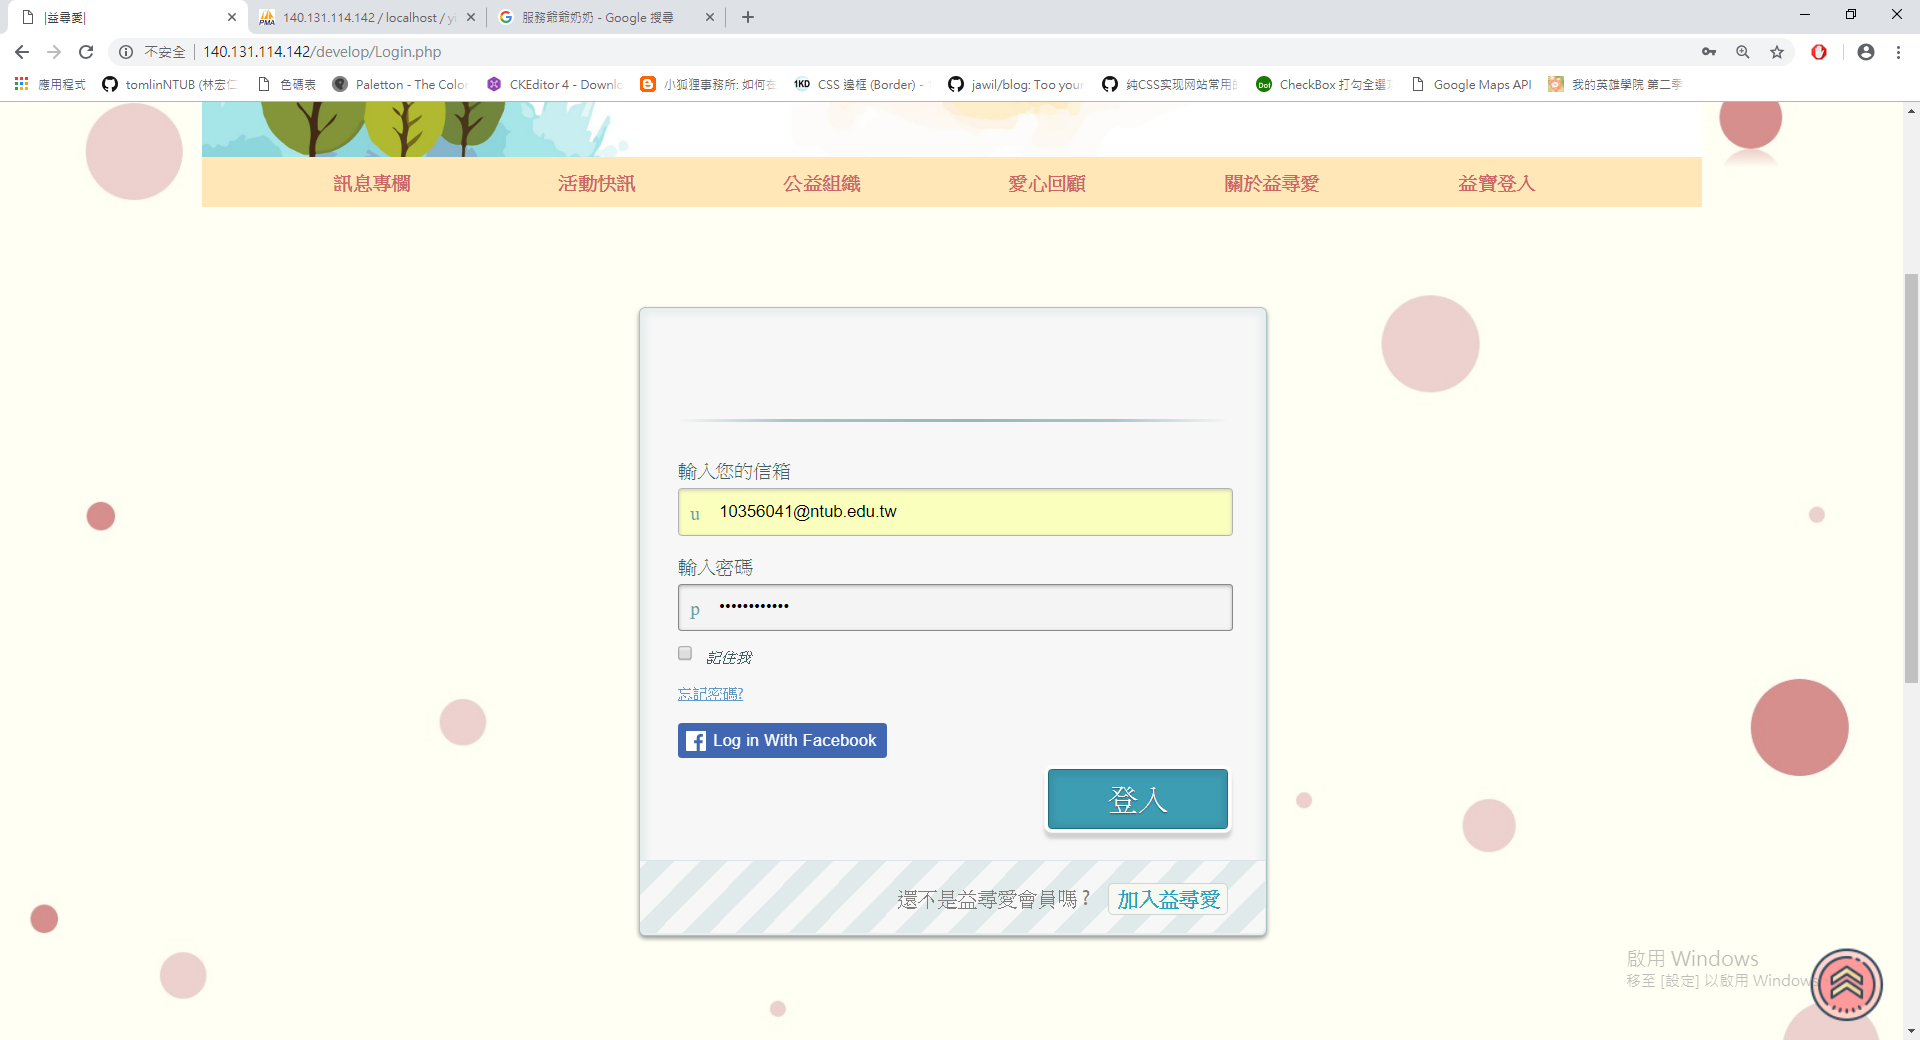 |益尋愛|
140.131.114.142 / localhost / yi
服務爺爺奶奶 - Google 搜尋
不安全 | 140.131.114.142/develop/Login.php
應用程式
tomlinNTUB (林宏仁
色碼表
Paletton - The Color
CKEditor 4 - Downlo
小狐狸事務所: 如何在
CSS 邊框 (Border) -
jawil/blog: Too your
純CSS实现网站常用的
CheckBox 打勾全選
Google Maps API
我的英雄學院 第二季
訊息專欄
活動快訊
公益組織
愛心回顧
關於益尋愛
益寶登入
輸入您的信箱
u 10356041@ntub.edu.tw
輸入密碼
p ••••••••••••
記住我
忘記密碼?
Log in With Facebook
登入
還不是益尋愛會員嗎 ? 加入益尋愛
啟用 Windows
移至 [設定] 以啟用 Windows